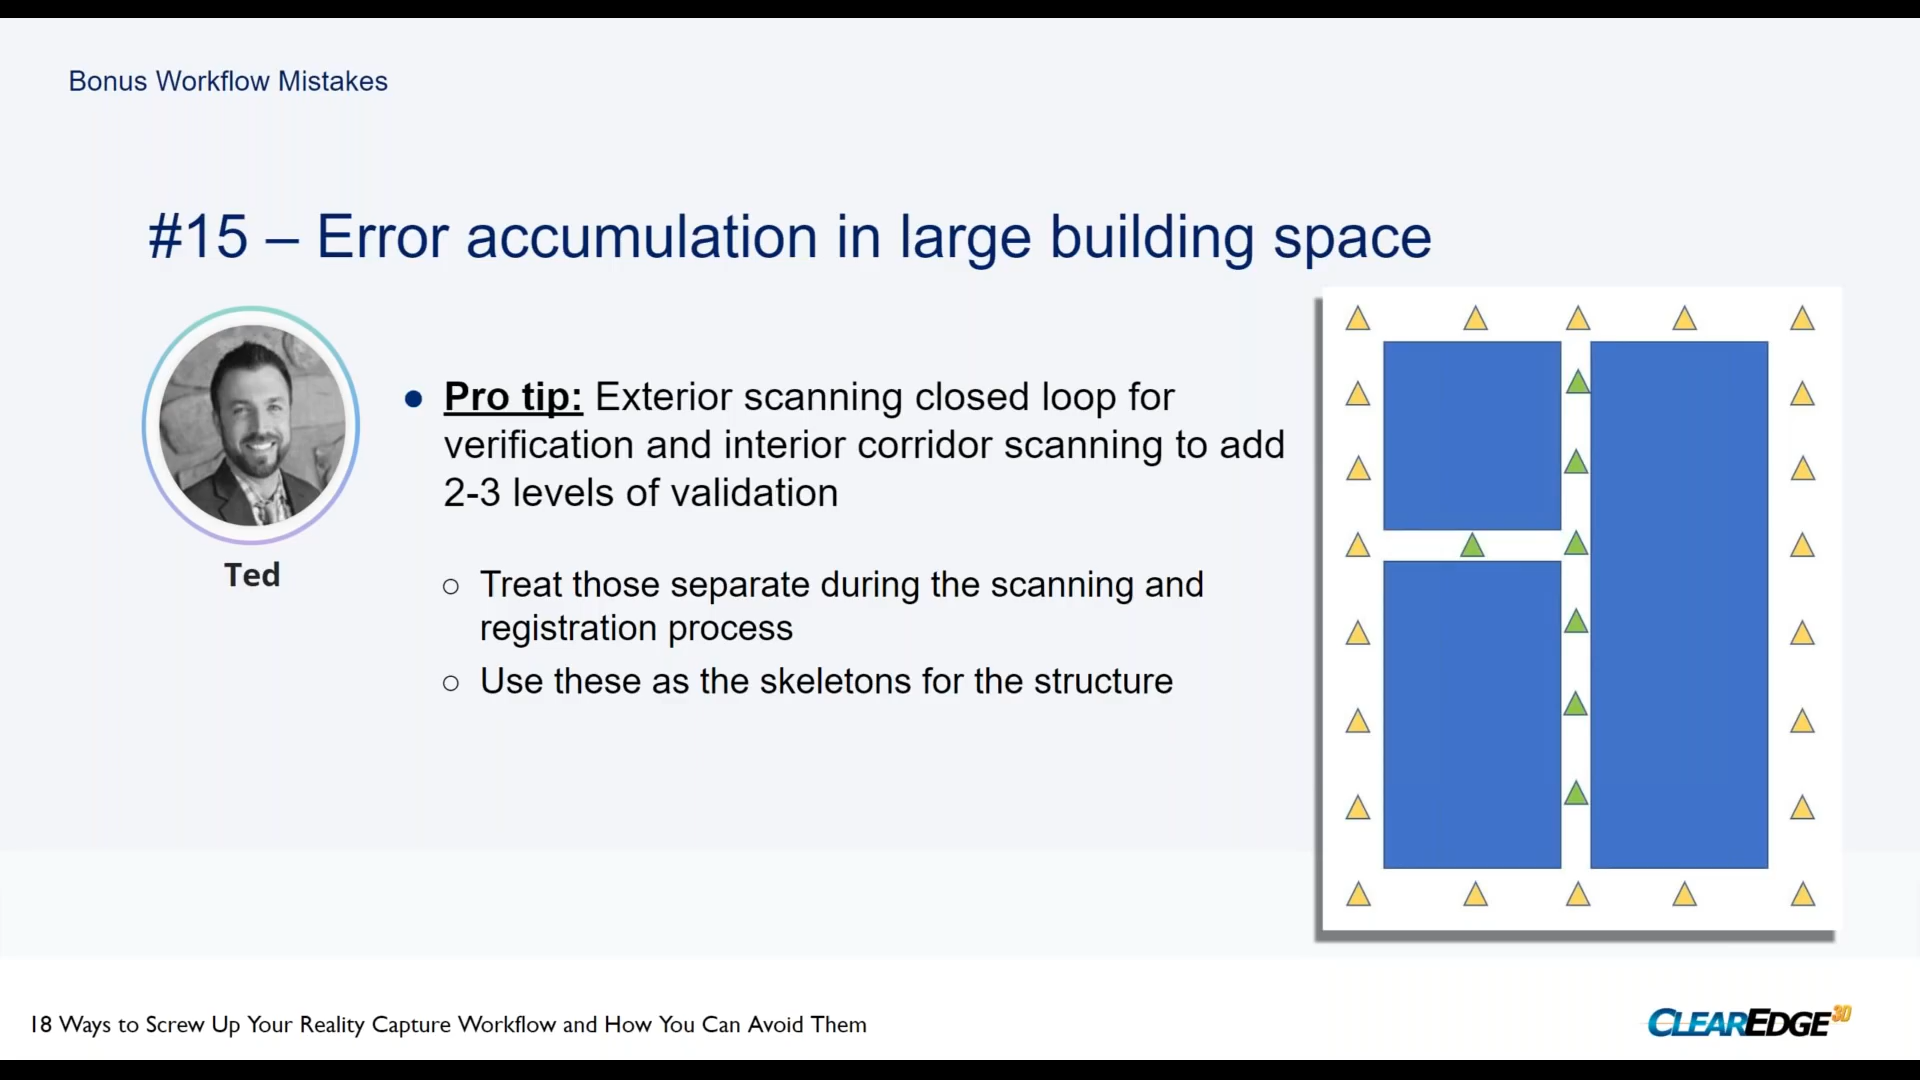 Bonus Workflow Mistakes
#15 – Error accumulation in large building space
Ted
● Pro tip: Exterior scanning closed loop for
verification and interior corridor scanning to add
2-3 levels of validation
○ Treat those separate during the scanning and
registration process
○ Use these as the skeletons for the structure
18 Ways to Screw Up Your Reality Capture Workflow and How You Can Avoid Them
CLEAREDGE3D